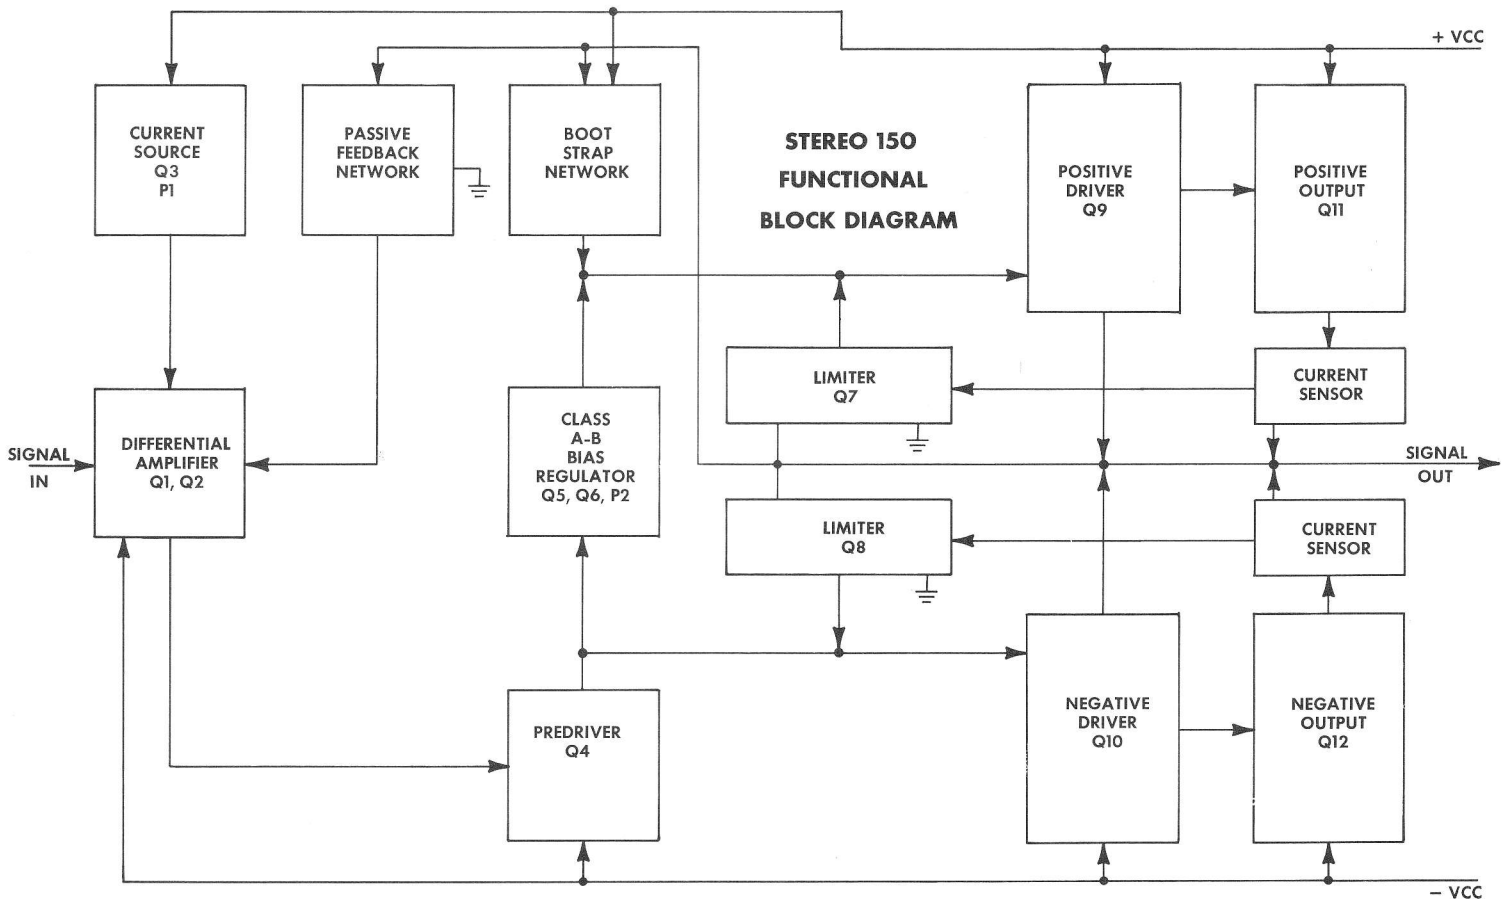 + VCC
CURRENT
SOURCE
Q3
P1
PASSIVE
FEEDBACK
NETWORK
BOOT
STRAP
NETWORK
STEREO 150
FUNCTIONAL
BLOCK DIAGRAM
POSITIVE
DRIVER
Q9
POSITIVE
OUTPUT
Q11
LIMITER
Q7
CURRENT
SENSOR
SIGNAL
IN
DIFFERENTIAL
AMPLIFIER
Q1, Q2
CLASS
A-B
BIAS
REGULATOR
Q5, Q6, P2
SIGNAL
OUT
LIMITER
Q8
CURRENT
SENSOR
PREDRIVER
Q4
NEGATIVE
DRIVER
Q10
NEGATIVE
OUTPUT
Q12
– VCC